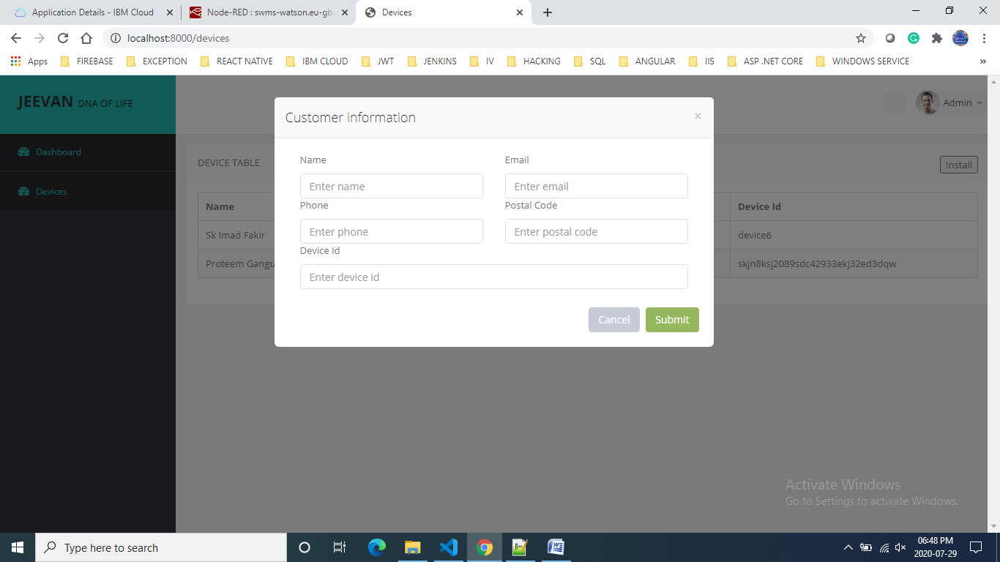 Application Details - IBM Cloud
Node-RED : swms-watson.eu-gb
Devices
localhost:8000/devices
Apps FIREBASE EXCEPTION REACT NATIVE IBM CLOUD JWT JENKINS IV HACKING SQL ANGULAR IIS ASP .NET CORE WINDOWS SERVICE »
JEEVAN DNA OF LIFE
Admin
Dashboard
Devices
DEVICE TABLE
Install
Name Device Id
Sk Imad Fakir device6
Proteem Gangu skjn8ksj2089sdc42933ekj32ed3dqw
Customer information ×
Name Email
Enter name Enter email
Phone Postal Code
Enter phone Enter postal code
Device Id
Enter device id
Cancel Submit
Activate Windows
Go to Settings to activate Windows.
Type here to search
06:48 PM
2020-07-29